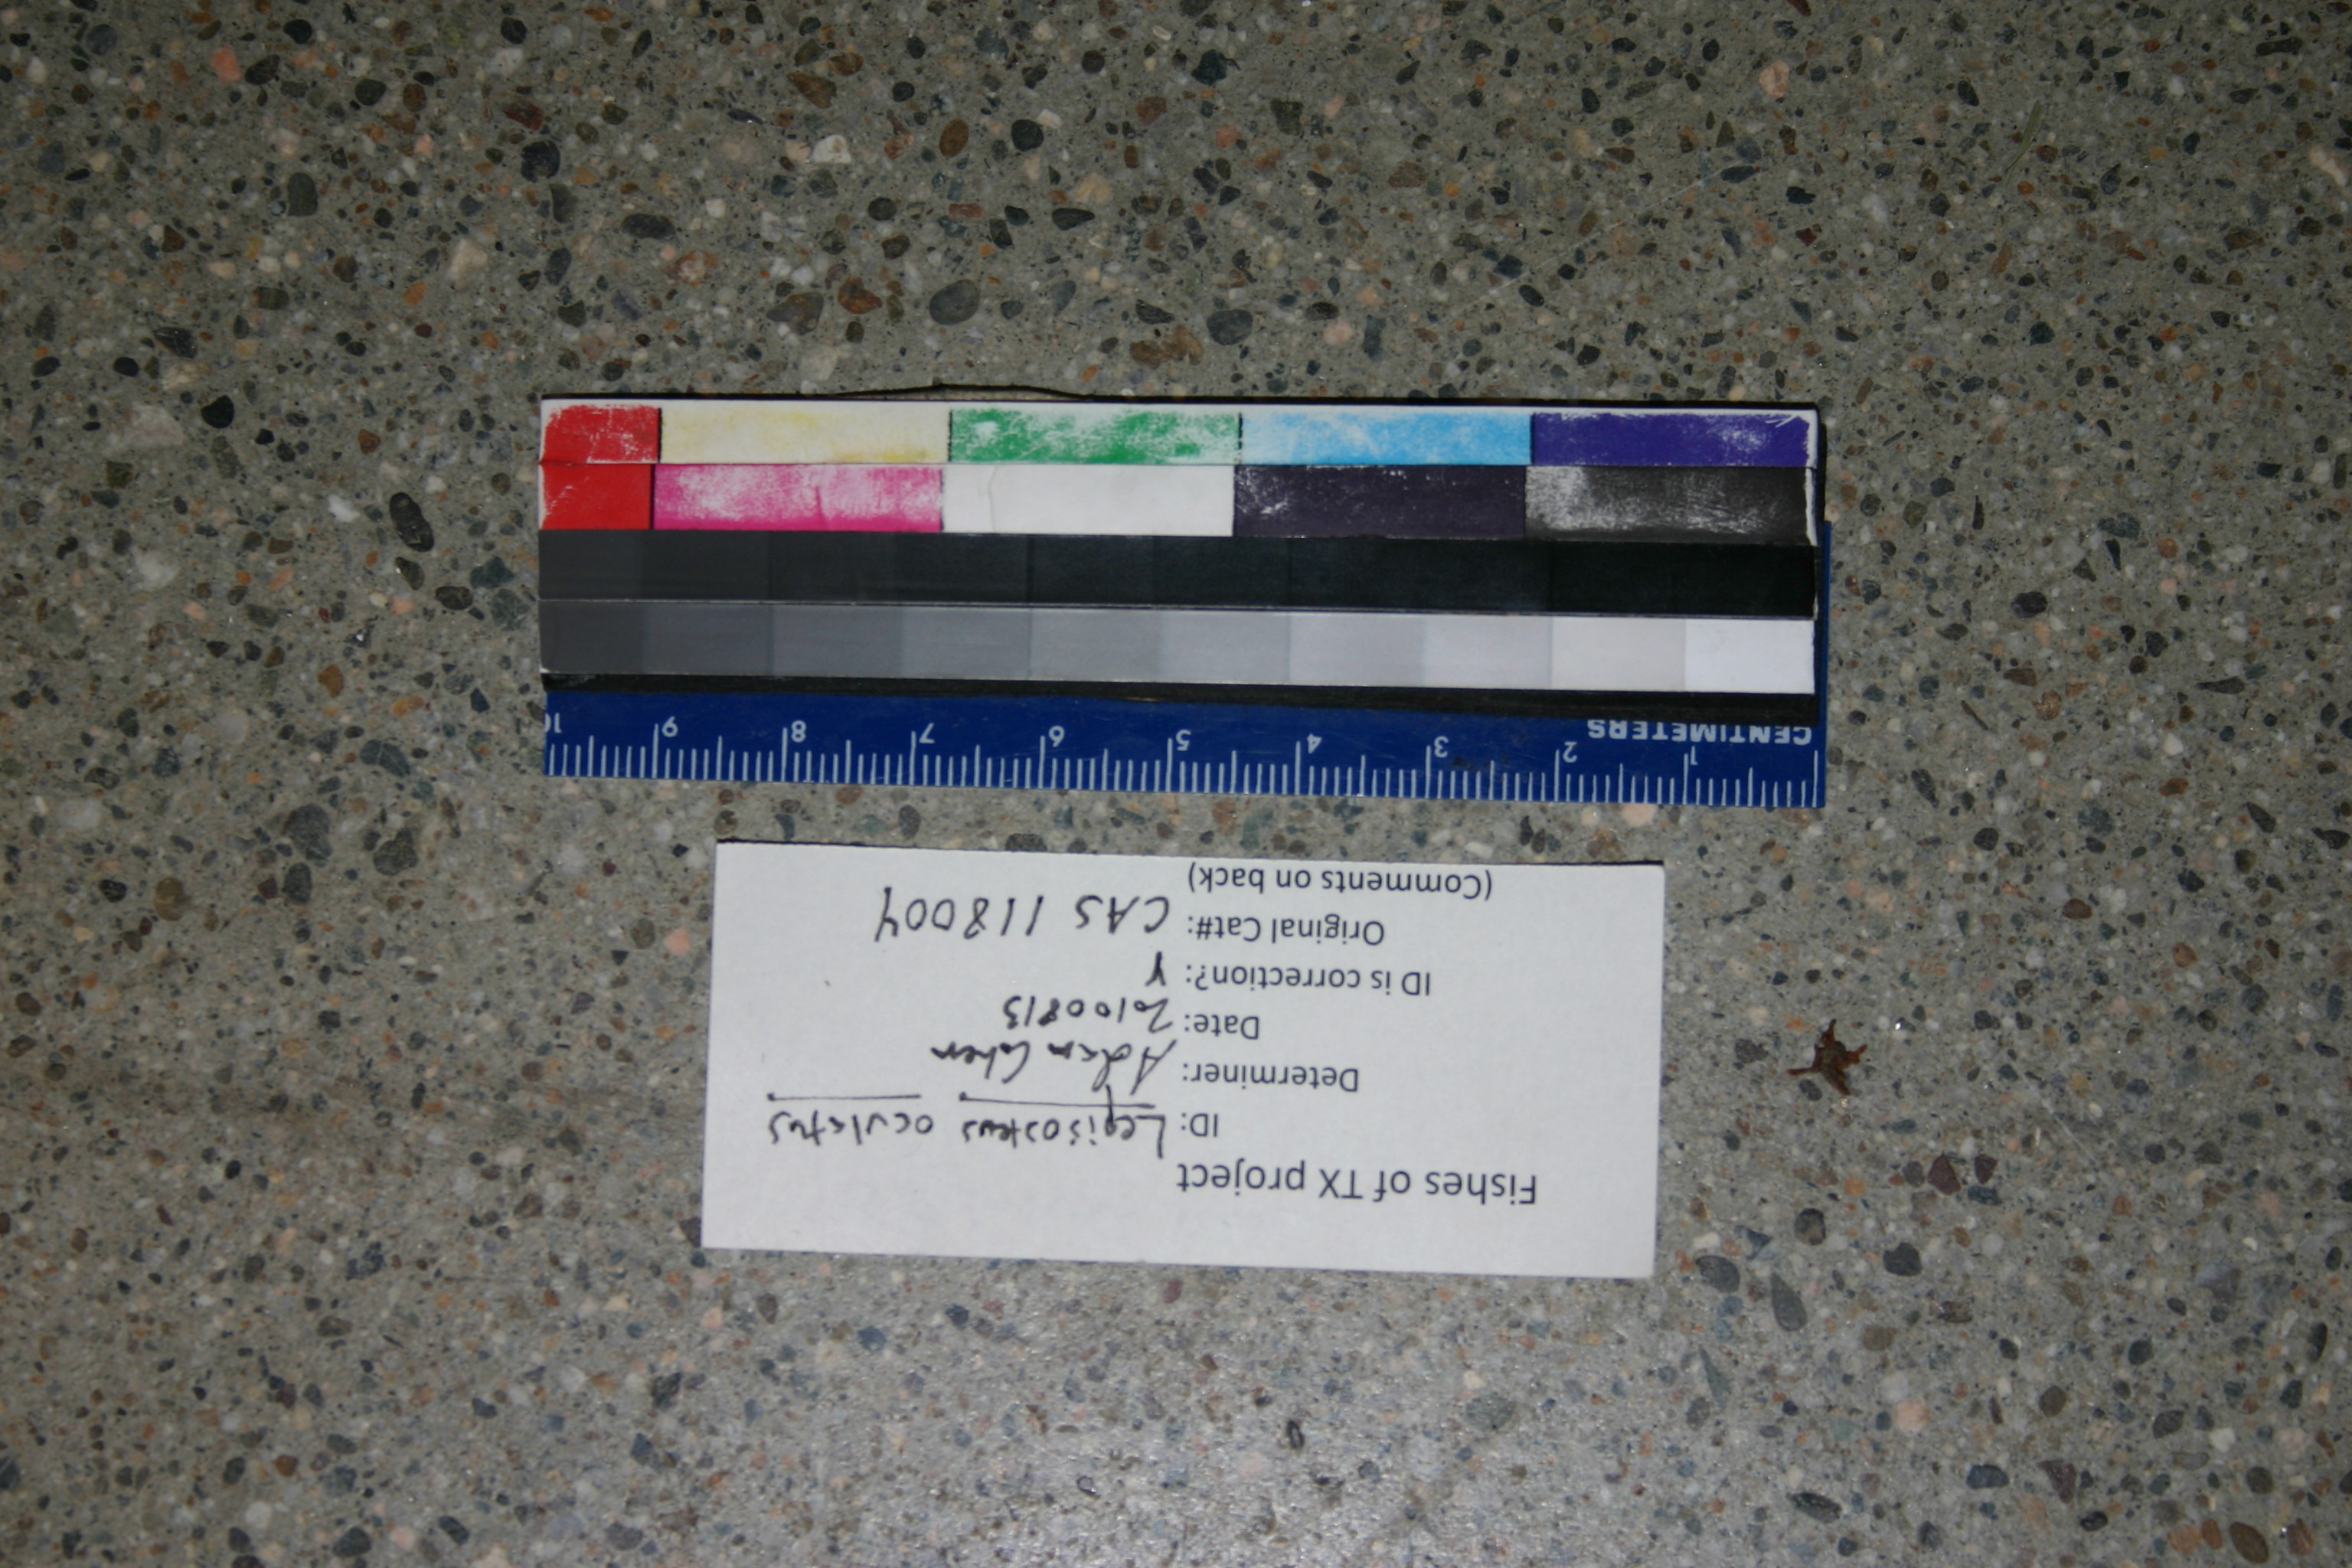 Fishes of TX project
ID: Lepisosteus oculatus
Determiner: Adam Cohen
Date: 20100813
ID is correction?: Y
Original Cat#: CAS 118004
(Comments on back)
CENTIMETERS
1 2 3 4 5 6 7 8 9 10